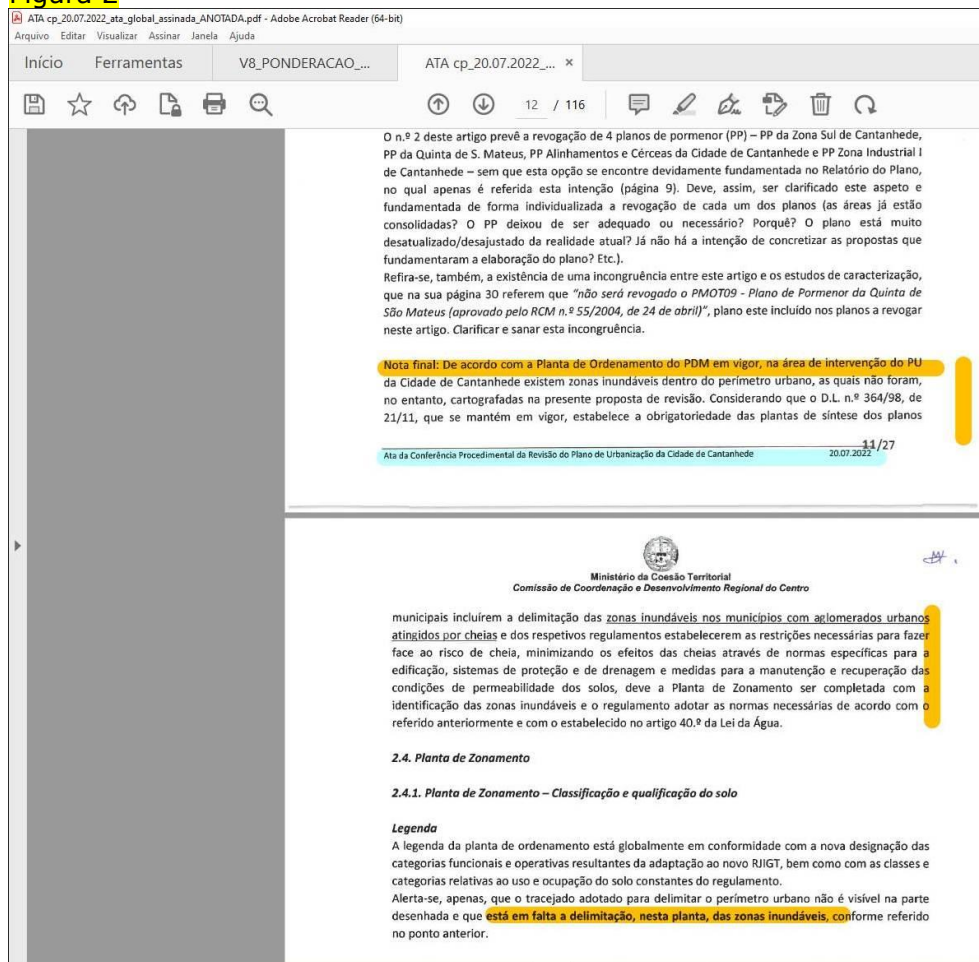 Figura 2
ATA cp_20.07.2022_ata_global_assinada_ANOTADA.pdf - Adobe Acrobat Reader (64-bit)
Arquivo Editar Visualizar Assinar Janela Ajuda
Início Ferramentas V8_PONDERACAO_... ATA cp_20.07.2022_... ×
12 / 116
O n.º 2 deste artigo prevê a revogação de 4 planos de pormenor (PP) – PP da Zona Sul de Cantanhede,
PP da Quinta de S. Mateus, PP Alinhamentos e Cérceas da Cidade de Cantanhede e PP Zona Industrial I
de Cantanhede – sem que esta opção se encontre devidamente fundamentada no Relatório do Plano,
no qual apenas é referida esta intenção (página 9). Deve, assim, ser clarificado este aspeto e
fundamentada de forma individualizada a revogação de cada um dos planos (as áreas já estão
consolidadas? O PP deixou de ser adequado ou necessário? Porquê? O plano está muito
desatualizado/desajustado da realidade atual? Já não há a intenção de concretizar as propostas que
fundamentaram a elaboração do plano? Etc.).
Refira-se, também, a existência de uma incongruência entre este artigo e os estudos de caracterização,
que na sua página 30 referem que "não será revogado o PMOT09 - Plano de Pormenor da Quinta de
São Mateus (aprovado pelo RCM n.º 55/2004, de 24 de abril)", plano este incluído nos planos a revogar
neste artigo. Clarificar e sanar esta incongruência.
Nota final: De acordo com a Planta de Ordenamento do PDM em vigor, na área de intervenção do PU
da Cidade de Cantanhede existem zonas inundáveis dentro do perímetro urbano, as quais não foram,
no entanto, cartografadas na presente proposta de revisão. Considerando que o D.L. n.º 364/98, de
21/11, que se mantém em vigor, estabelece a obrigatoriedade das plantas de síntese dos planos
11/27
Ata da Conferência Procedimental da Revisão do Plano de Urbanização da Cidade de Cantanhede 20.07.2022
Ministério da Coesão Territorial
Comissão de Coordenação e Desenvolvimento Regional do Centro
municipais incluírem a delimitação das zonas inundáveis nos municípios com aglomerados urbanos
atingidos por cheias e dos respetivos regulamentos estabelecerem as restrições necessárias para fazer
face ao risco de cheia, minimizando os efeitos das cheias através de normas específicas para a
edificação, sistemas de proteção e de drenagem e medidas para a manutenção e recuperação das
condições de permeabilidade dos solos, deve a Planta de Zonamento ser completada com a
identificação das zonas inundáveis e o regulamento adotar as normas necessárias de acordo com o
referido anteriormente e com o estabelecido no artigo 40.º da Lei da Água.
2.4. Planta de Zonamento
2.4.1. Planta de Zonamento – Classificação e qualificação do solo
Legenda
A legenda da planta de ordenamento está globalmente em conformidade com a nova designação das
categorias funcionais e operativas resultantes da adaptação ao novo RJIGT, bem como com as classes e
categorias relativas ao uso e ocupação do solo constantes do regulamento.
Alerta-se, apenas, que o tracejado adotado para delimitar o perímetro urbano não é visível na parte
desenhada e que está em falta a delimitação, nesta planta, das zonas inundáveis, conforme referido
no ponto anterior.